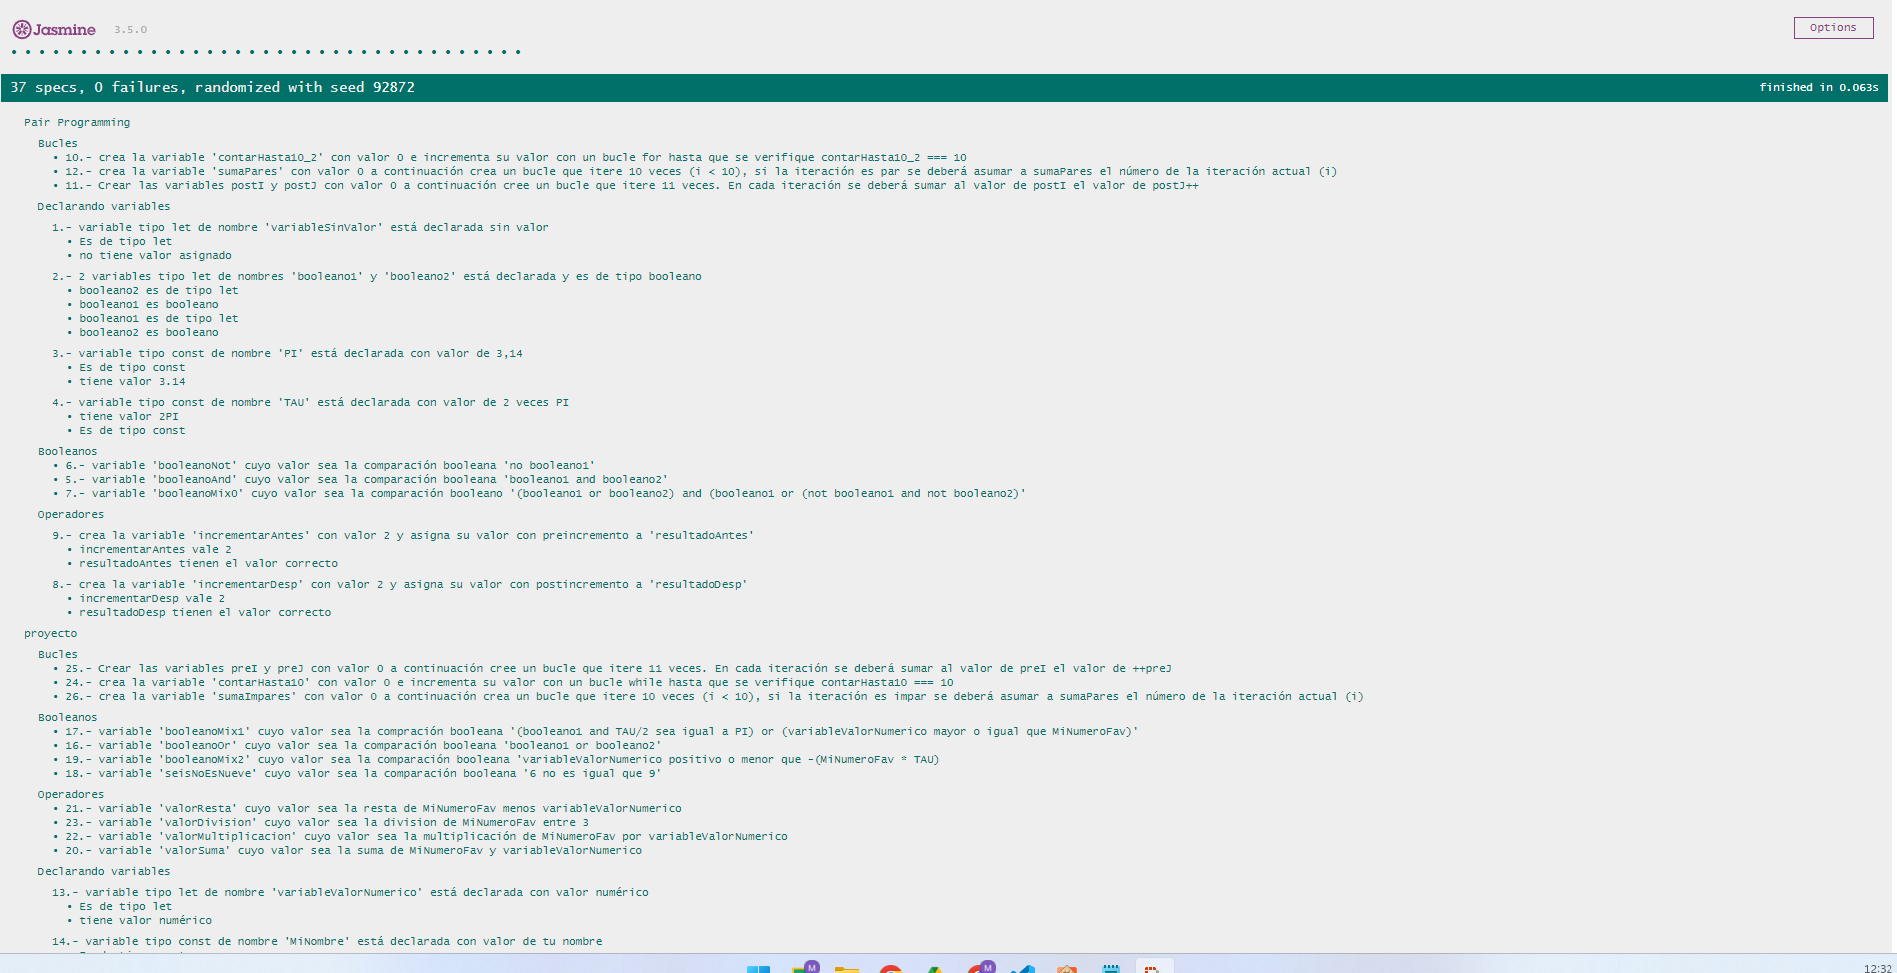 Jasmine 3.5.0
Options
37 specs, 0 failures, randomized with seed 92872
finished in 0.063s
Pair Programming
Bucles
• 10.- crea la variable 'contarHasta10_2' con valor 0 e incrementa su valor con un bucle for hasta que se verifique contarHasta10_2 === 10
• 12.- crea la variable 'sumaPares' con valor 0 a continuación crea un bucle que itere 10 veces (i < 10), si la iteración es par se deberá asumar a sumaPares el número de la iteración actual (i)
• 11.- Crear las variables postI y postJ con valor 0 a continuación cree un bucle que itere 11 veces. En cada iteración se deberá sumar al valor de postI el valor de postJ++
Declarando variables
1.- variable tipo let de nombre 'variableSinValor' está declarada sin valor
• Es de tipo let
• no tiene valor asignado
2.- 2 variables tipo let de nombres 'booleano1' y 'booleano2' está declarada y es de tipo booleano
• booleano2 es de tipo let
• booleano1 es booleano
• booleano1 es de tipo let
• booleano2 es booleano
3.- variable tipo const de nombre 'PI' está declarada con valor de 3,14
• Es de tipo const
• tiene valor 3.14
4.- variable tipo const de nombre 'TAU' está declarada con valor de 2 veces PI
• tiene valor 2PI
• Es de tipo const
Booleanos
• 6.- variable 'booleanoNot' cuyo valor sea la comparación booleana 'no booleano1'
• 5.- variable 'booleanoAnd' cuyo valor sea la comparación booleana 'booleano1 and booleano2'
• 7.- variable 'booleanoMix0' cuyo valor sea la comparación booleano '(booleano1 or booleano2) and (booleano1 or (not booleano1 and not booleano2)'
Operadores
9.- crea la variable 'incrementarAntes' con valor 2 y asigna su valor con preincremento a 'resultadoAntes'
• incrementarAntes vale 2
• resultadoAntes tienen el valor correcto
8.- crea la variable 'incrementarDesp' con valor 2 y asigna su valor con postincremento a 'resultadoDesp'
• incrementarDesp vale 2
• resultadoDesp tienen el valor correcto
proyecto
Bucles
• 25.- Crear las variables preI y preJ con valor 0 a continuación cree un bucle que itere 11 veces. En cada iteración se deberá sumar al valor de preI el valor de ++preJ
• 24.- crea la variable 'contarHasta10' con valor 0 e incrementa su valor con un bucle while hasta que se verifique contarHasta10 === 10
• 26.- crea la variable 'sumaImpares' con valor 0 a continuación crea un bucle que itere 10 veces (i < 10), si la iteración es impar se deberá asumar a sumaPares el número de la iteración actual (i)
Booleanos
• 17.- variable 'booleanoMix1' cuyo valor sea la compración booleana '(booleano1 and TAU/2 sea igual a PI) or (variableValorNumerico mayor o igual que MiNumeroFav)'
• 16.- variable 'booleanoOr' cuyo valor sea la comparación booleana 'booleano1 or booleano2'
• 19.- variable 'booleanoMix2' cuyo valor sea la comparación booleana 'variableValorNumerico positivo o menor que -(MiNumeroFav * TAU)
• 18.- variable 'seisNoEsNueve' cuyo valor sea la comparación booleana '6 no es igual que 9'
Operadores
• 21.- variable 'valorResta' cuyo valor sea la resta de MiNumeroFav menos variableValorNumerico
• 23.- variable 'valorDivision' cuyo valor sea la division de MiNumeroFav entre 3
• 22.- variable 'valorMultiplicacion' cuyo valor sea la multiplicación de MiNumeroFav por variableValorNumerico
• 20.- variable 'valorSuma' cuyo valor sea la suma de MiNumeroFav y variableValorNumerico
Declarando variables
13.- variable tipo let de nombre 'variableValorNumerico' está declarada con valor numérico
• Es de tipo let
• tiene valor numérico
14.- variable tipo const de nombre 'MiNombre' está declarada con valor de tu nombre
M
M
12:32